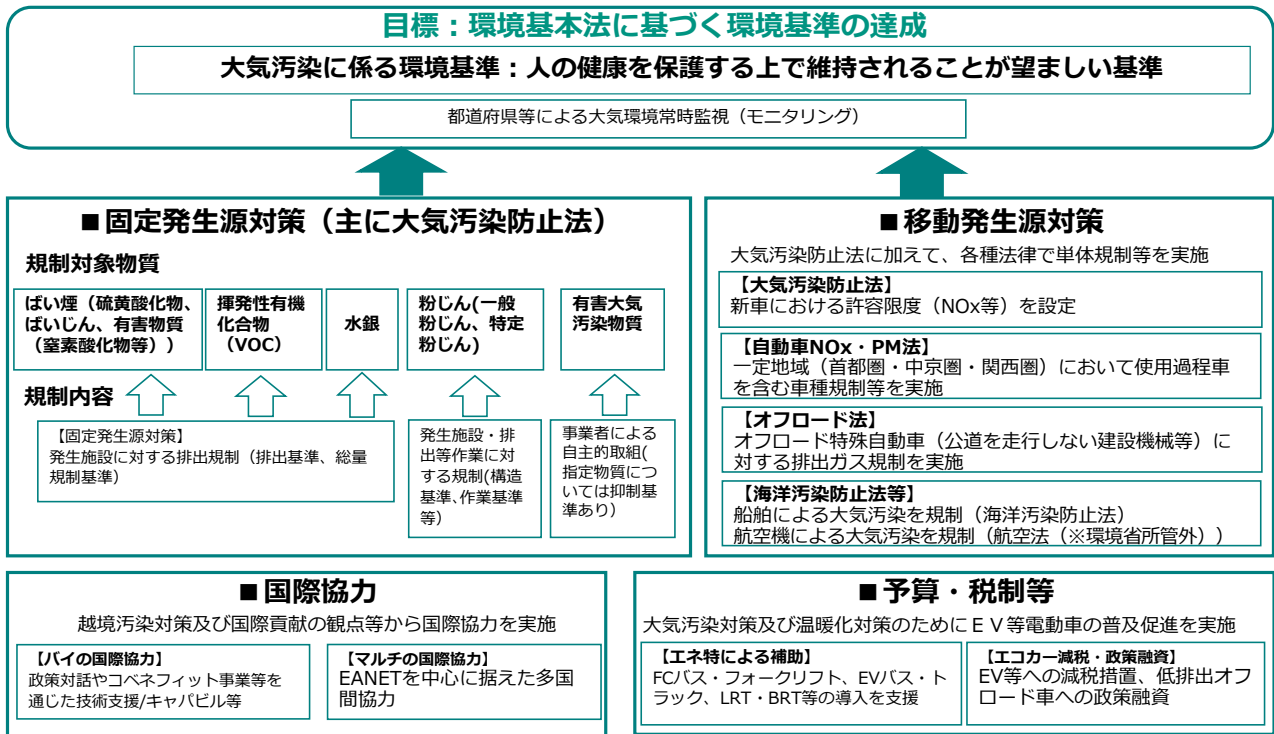 目標：環境基本法に基づく環境基準の達成
大気汚染に係る環境基準：人の健康を保護する上で維持されることが望ましい基準
都道府県等による大気環境常時監視（モニタリング）
■固定発生源対策（主に大気汚染防止法）
規制対象物質
ばい煙（硫黄酸化物、
ばいじん、有害物質
（窒素酸化物等））
揮発性有機
化合物
（VOC）
水銀
粉じん(一般
粉じん、特定
粉じん)
有害大気
汚染物質
規制内容
【固定発生源対策】
発生施設に対する排出規制（排出基準、総量
規制基準）
発生施設・排
出等作業に対
する規制(構造
基準、作業基準
等）
事業者による
自主的取組(
指定物質につ
いては抑制基
準あり）
■移動発生源対策
大気汚染防止法に加えて、各種法律で単体規制等を実施
【大気汚染防止法】
新車における許容限度（NOx等）を設定
【自動車NOx・PM法】
一定地域（首都圏・中京圏・関西圏）において使用過程車
を含む車種規制等を実施
【オフロード法】
オフロード特殊自動車（公道を走行しない建設機械等）に
対する排出ガス規制を実施
【海洋汚染防止法等】
船舶による大気汚染を規制（海洋汚染防止法）
航空機による大気汚染を規制（航空法（※環境省所管外））
■国際協力
越境汚染対策及び国際貢献の観点等から国際協力を実施
【バイの国際協力】
政策対話やコベネフィット事業等を
通じた技術支援/キャパビル等
【マルチの国際協力】
EANETを中心に据えた多国
間協力
■予算・税制等
大気汚染対策及び温暖化対策のためにＥＶ等電動車の普及促進を実施
【エネ特による補助】
FCバス・フォークリフト、EVバス・ト
ラック、LRT・BRT等の導入を支援
【エコカー減税・政策融資】
EV等への減税措置、低排出オフ
ロード車への政策融資